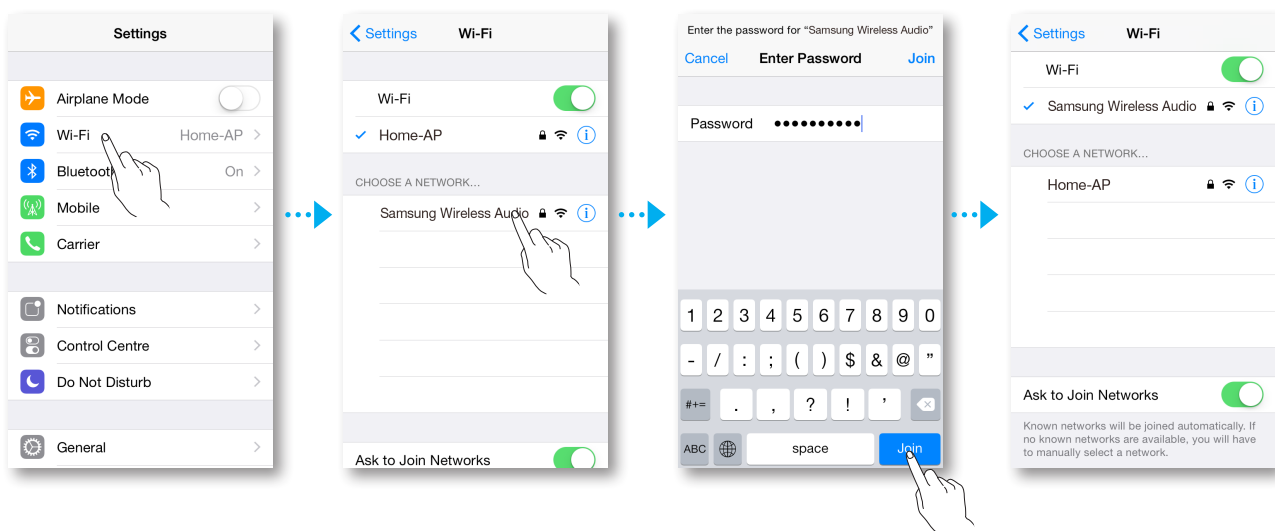 Settings
Airplane Mode
Wi-Fi Home-AP
Bluetoot On
Mobile
Carrier
Notifications
Control Centre
Do Not Disturb
General
Settings Wi-Fi
Wi-Fi
Home-AP
CHOOSE A NETWORK...
Samsung Wireless Audio
Ask to Join Networks
Enter the password for “Samsung Wireless Audio”
Cancel Enter Password Join
Password ●●●●●●●●●●
1 2 3 4 5 6 7 8 9 0
- / : ; ( ) $ & @ ”
#+= . , ? ! ’
ABC space Join
Settings Wi-Fi
Wi-Fi
Samsung Wireless Audio
CHOOSE A NETWORK...
Home-AP
Ask to Join Networks
Known networks will be joined automatically. If
no known networks are available, you will have
to manually select a network.